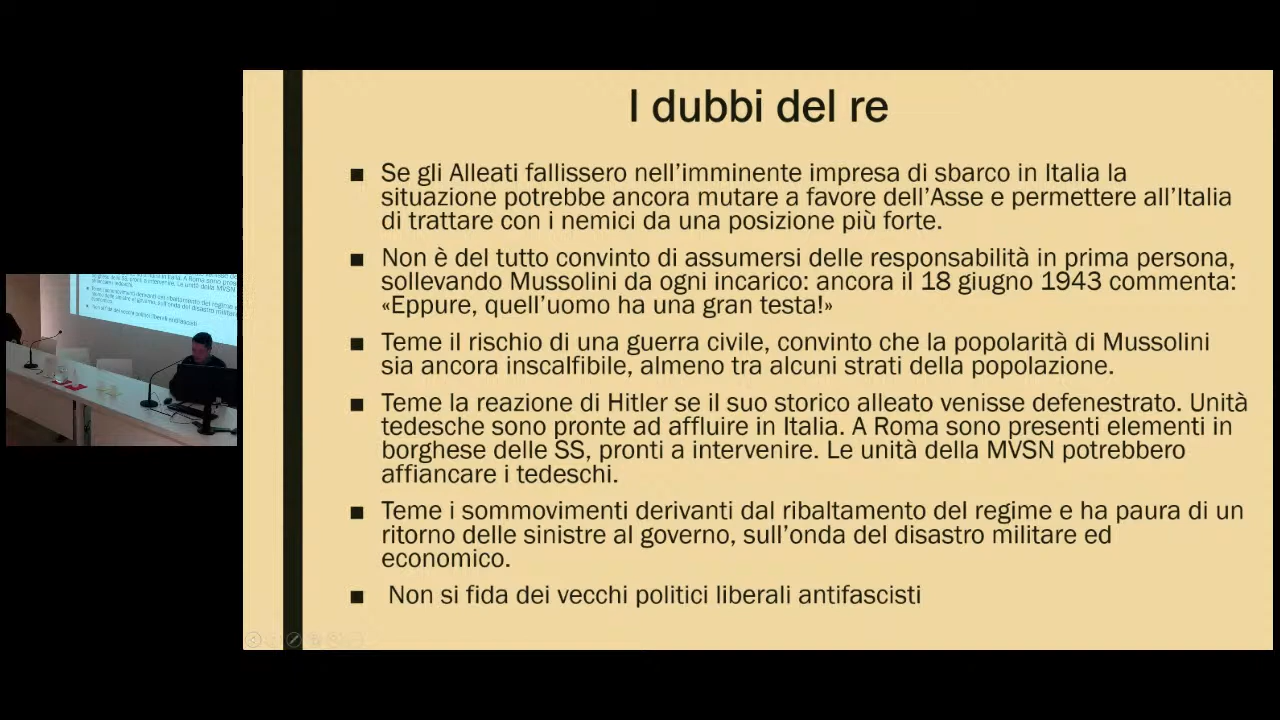 I dubbi del re
■ Se gli Alleati fallissero nell'imminente impresa di sbarco in Italia la
situazione potrebbe ancora mutare a favore dell'Asse e permettere all'Italia
di trattare con i nemici da una posizione più forte.
■ Non è del tutto convinto di assumersi delle responsabilità in prima persona,
sollevando Mussolini da ogni incarico: ancora il 18 giugno 1943 commenta:
«Eppure, quell'uomo ha una gran testa!»
■ Teme il rischio di una guerra civile, convinto che la popolarità di Mussolini
sia ancora inscalfibile, almeno tra alcuni strati della popolazione.
■ Teme la reazione di Hitler se il suo storico alleato venisse defenestrato. Unità
tedesche sono pronte ad affluire in Italia. A Roma sono presenti elementi in
borghese delle SS, pronti a intervenire. Le unità della MVSN potrebbero
affiancare i tedeschi.
■ Teme i sommovimenti derivanti dal ribaltamento del regime e ha paura di un
ritorno delle sinistre al governo, sull'onda del disastro militare ed
economico.
■ Non si fida dei vecchi politici liberali antifascisti